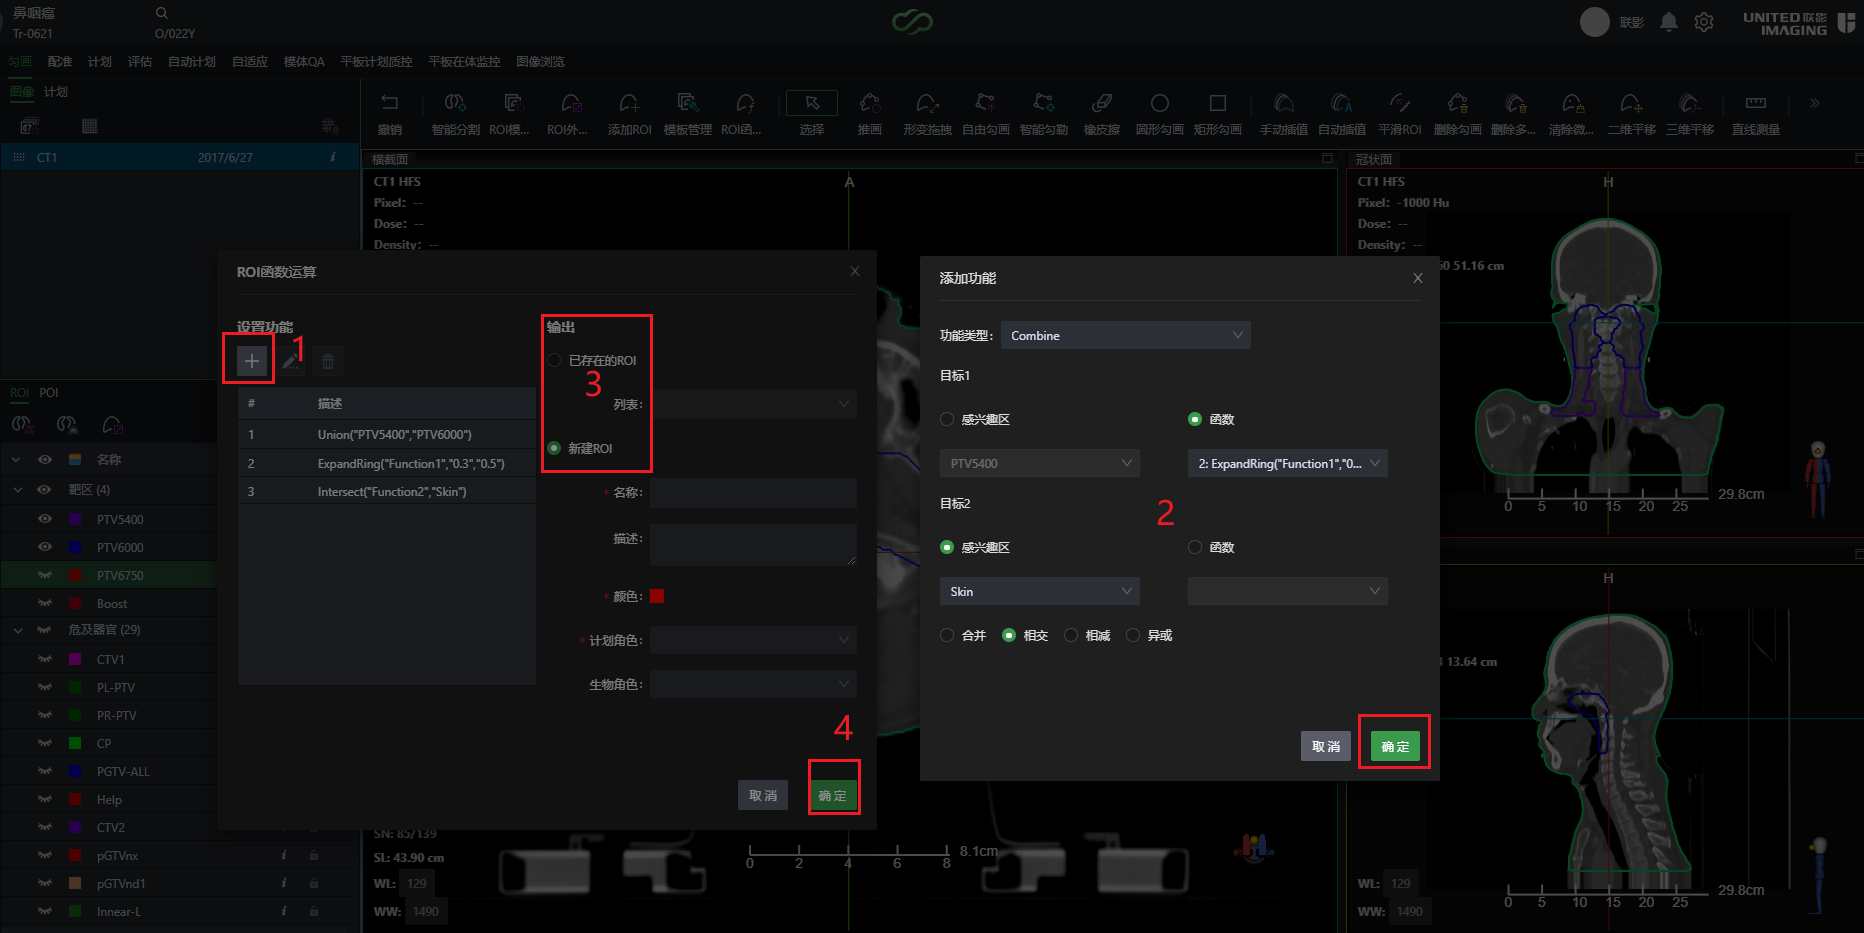 鼻咽癌
Tr-0621
O/022Y
联影
UNITED 联影
IMAGING
勾画 配准 计划 评估 自动计划 自适应 模体QA 平板计划质控 平板在体监控 图像浏览
图像 计划
撤销 智能分割 ROI模... ROI外... 添加ROI 模板管理 ROI函... 选择 推画 形变拖拽 自由勾画 智能勾勒 橡皮擦 圆形勾画 矩形勾画 手动插值 自动插值 平滑ROI 删除勾画 删除多... 清除微... 二维平移 三维平移 直线测量
CT1 2017/6/27 i
横截面
CT1 HFS
Pixel: --
Dose: --
Density: --
A
冠状面
CT1 HFS
Pixel: -1000 Hu
Dose: --
Density: --
60 51.16 cm
H
0 5 10 15 20 25 29.8cm
ROI POI
名称
靶区 (4)
PTV5400
PTV6000
PTV6750
Boost
危及器官 (29)
CTV1
PL-PTV
PR-PTV
CP
PGTV-ALL
Help
CTV2
pGTVnx i
pGTVnd1 i
Innear-L i
ROI函数运算
设置功能
1
# 描述
1 Union("PTV5400","PTV6000")
2 ExpandRing("Function1","0.3","0.5")
3 Intersect("Function2","Skin")
输出
已存在的ROI
3
列表:
新建ROI
* 名称:
描述:
* 颜色:
* 计划角色:
生物角色:
4
取消 确定
添加功能
功能类型: Combine
目标1
感兴趣区 函数
PTV5400 2: ExpandRing("Function1","0...
目标2
2
感兴趣区 函数
Skin
合并 相交 相减 异或
取消 确定
SN: 85/139
SL: 43.90 cm
WL: 129
WW: 1490
0 2 4 6 8 8.1cm
H
13.64 cm
WL: 129
WW: 1490
0 5 10 15 20 25 29.8cm